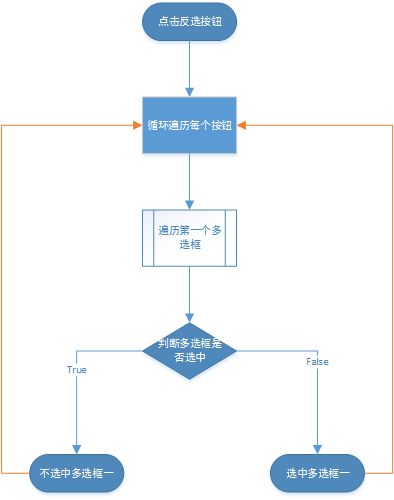 点击反选按钮
循环遍历每个按钮
遍历第一个多
选框
判断多选框是
否选中
True
False
不选中多选框一
选中多选框一